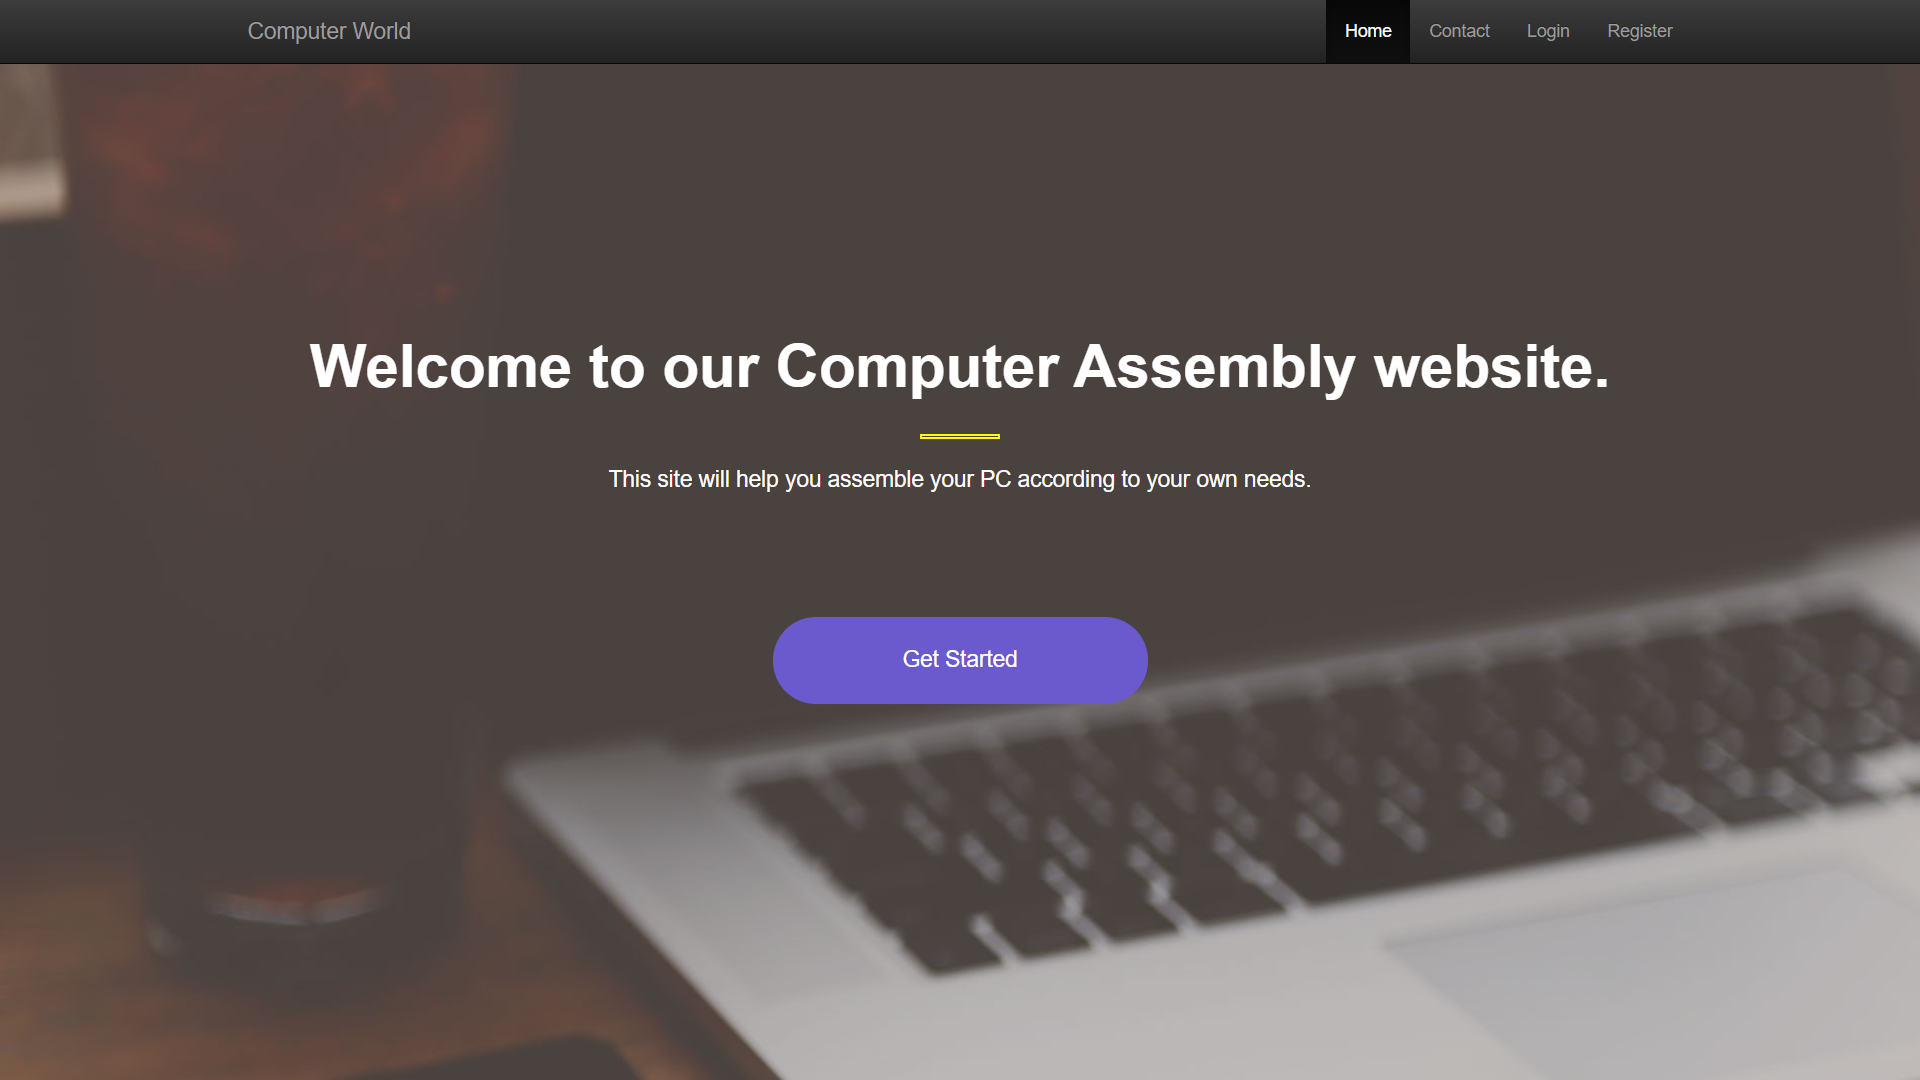 Computer World
Home
Contact
Login
Register
Welcome to our Computer Assembly website.
This site will help you assemble your PC according to your own needs.
Get Started